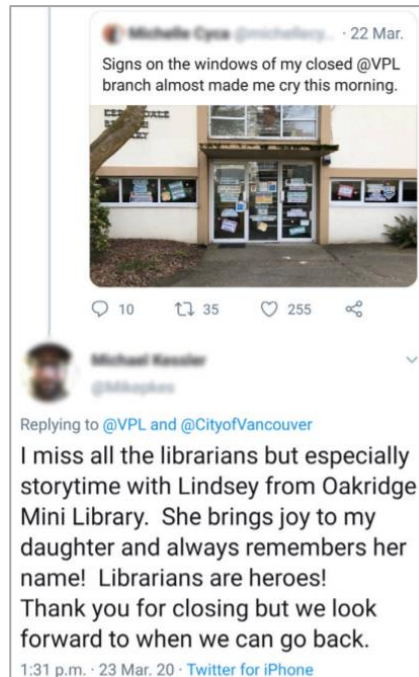 · 22 Mar.
Signs on the windows of my closed @VPL
branch almost made me cry this morning.
10 35 255
Replying to @VPL and @CityofVancouver
I miss all the librarians but especially
storytime with Lindsey from Oakridge
Mini Library. She brings joy to my
daughter and always remembers her
name! Librarians are heroes!
Thank you for closing but we look
forward to when we can go back.
1:31 p.m. · 23 Mar. 20 · Twitter for iPhone